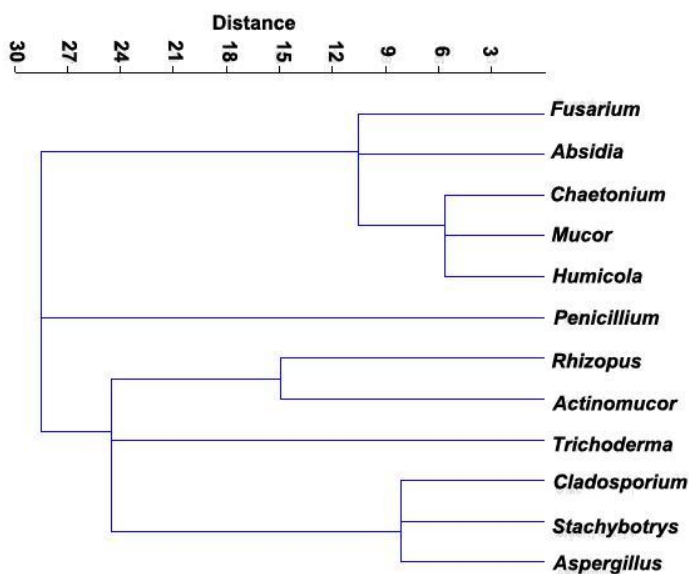 Distance
30 27 24 21 18 15 12 9 6 3
Fusarium
Absidia
Chaetonium
Mucor
Humicola
Penicillium
Rhizopus
Actinomucor
Trichoderma
Cladosporium
Stachybotrys
Aspergillus